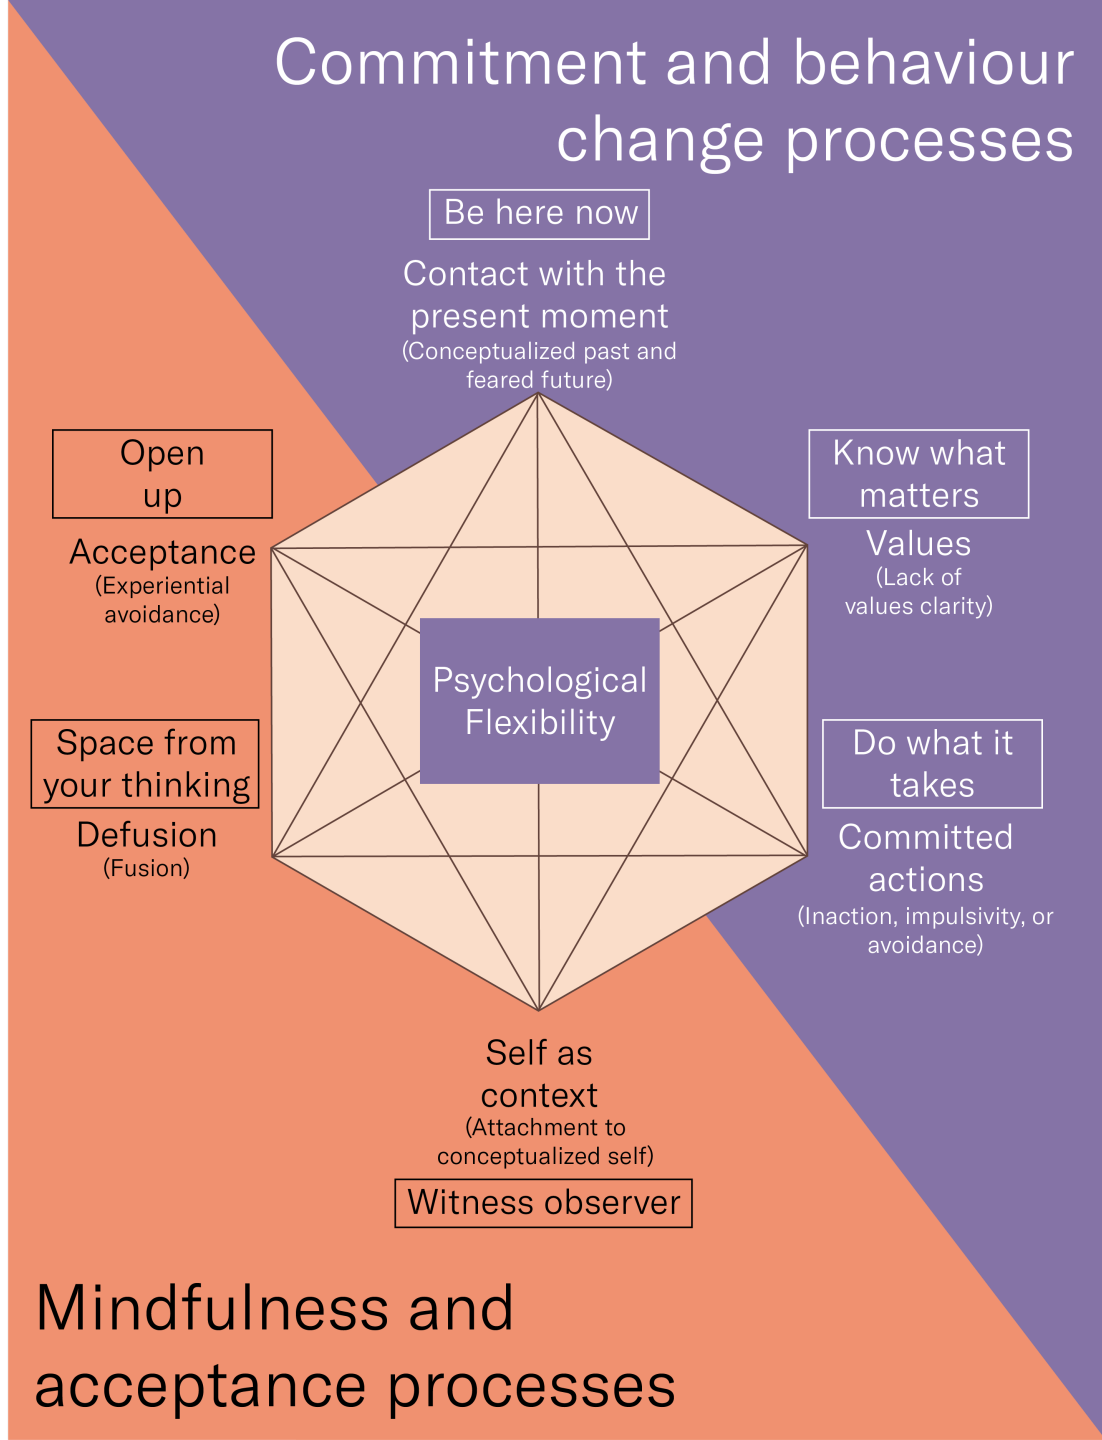 Commitment and behaviour
change processes
Be here now
Contact with the
present moment
(Conceptualized past and
feared future)
Open
up
Acceptance
(Experiential
avoidance)
Know what
matters
Values
(Lack of
values clarity)
Psychological
Flexibility
Space from
your thinking
Defusion
(Fusion)
Do what it
takes
Committed
actions
(Inaction, impulsivity, or
avoidance)
Self as
context
(Attachment to
conceptualized self)
Witness observer
Mindfulness and
acceptance processes